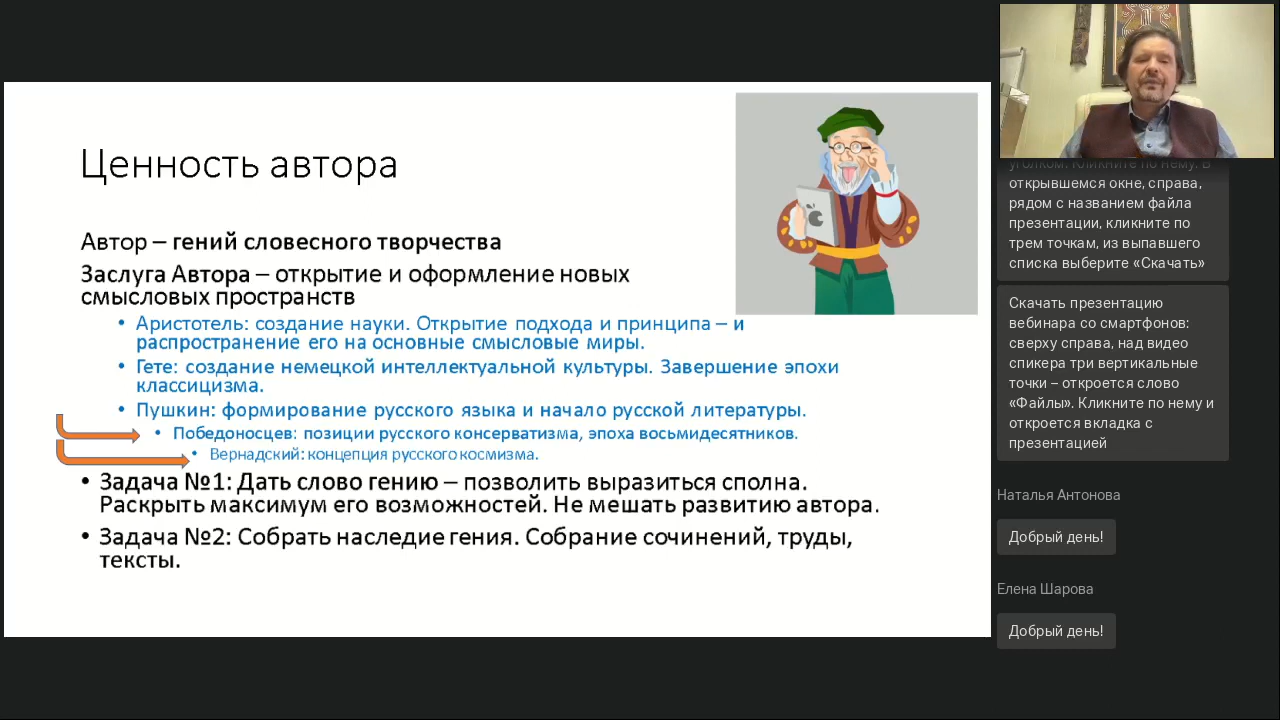 Ценность автора
Автор – гений словесного творчества
Заслуга Автора – открытие и оформление новых
смысловых пространств
• Аристотель: создание науки. Открытие подхода и принципа – и
распространение его на основные смысловые миры.
• Гете: создание немецкой интеллектуальной культуры. Завершение эпохи
классицизма.
• Пушкин: формирование русского языка и начало русской литературы.
• Победоносцев: позиции русского консерватизма, эпоха восьмидесятников.
• Вернадский: концепция русского космизма.
• Задача №1: Дать слово гению – позволить выразиться сполна.
Раскрыть максимум его возможностей. Не мешать развитию автора.
• Задача №2: Собрать наследие гения. Собрание сочинений, труды,
тексты.
уголком. Кликните по нему. В
открывшемся окне, справа,
рядом с названием файла
презентации, кликните по
трем точкам, из выпавшего
списка выберите «Скачать»
Скачать презентацию
вебинара со смартфонов:
сверху справа, над видео
спикера три вертикальные
точки – откроется слово
«Файлы». Кликните по нему и
откроется вкладка с
презентацией
Наталья Антонова
Добрый день!
Елена Шарова
Добрый день!